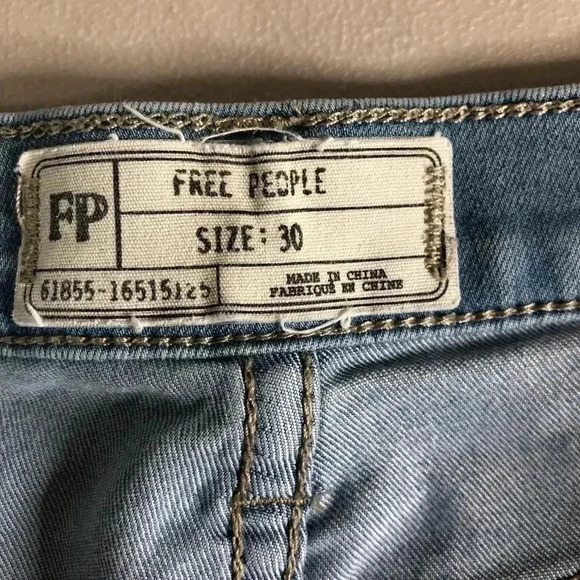 FP
FREE PEOPLE
SIZE: 30
61855-16515125
MADE IN CHINA
FABRIQUÉ EN CHINE